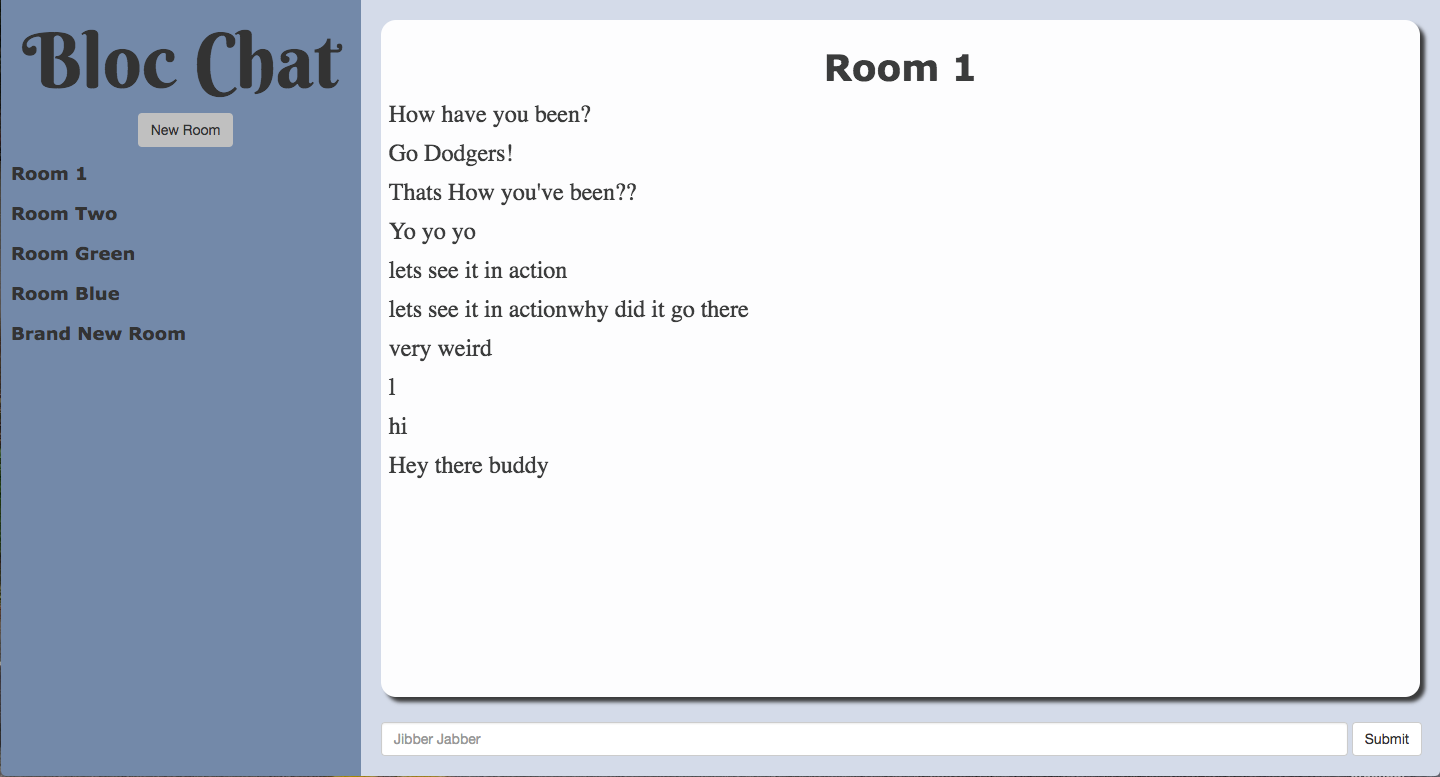 Bloc Chat
New Room
Room 1
Room Two
Room Green
Room Blue
Brand New Room
Room 1
How have you been?
Go Dodgers!
Thats How you've been??
Yo yo yo
lets see it in action
lets see it in actionwhy did it go there
very weird
l
hi
Hey there buddy
Jibber Jabber
Submit